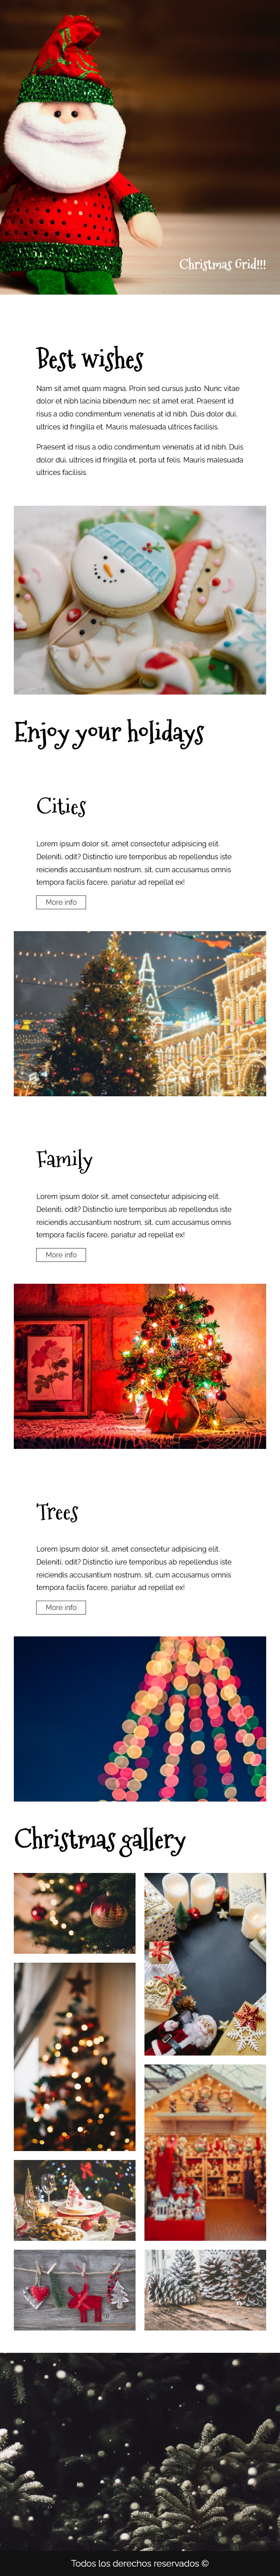 Christmas Grid!!!
Best wishes
Nam sit amet quam magna. Proin sed cursus justo. Nunc vitae
dolor et nibh lacinia bibendum nec sit amet erat. Praesent id
risus a odio condimentum venenatis at id nibh. Duis dolor dui,
ultrices id fringilla et. Mauris malesuada ultrices facilisis.
Praesent id risus a odio condimentum venenatis at id nibh. Duis
dolor dui, ultrices id fringilla et, porta ut felis. Mauris malesuada
ultrices facilisis.
Enjoy your holidays
Cities
Lorem ipsum dolor sit, amet consectetur adipisicing elit.
Deleniti, odit? Distinctio iure temporibus ab repellendus iste
reiciendis accusantium nostrum, sit, cum accusamus omnis
tempora facilis facere, pariatur ad repellat ex!
More info
Family
Lorem ipsum dolor sit, amet consectetur adipisicing elit.
Deleniti, odit? Distinctio iure temporibus ab repellendus iste
reiciendis accusantium nostrum, sit, cum accusamus omnis
tempora facilis facere, pariatur ad repellat ex!
More info
Trees
Lorem ipsum dolor sit, amet consectetur adipisicing elit.
Deleniti, odit? Distinctio iure temporibus ab repellendus iste
reiciendis accusantium nostrum, sit, cum accusamus omnis
tempora facilis facere, pariatur ad repellat ex!
More info
Christmas gallery
Todos los derechos reservados ©